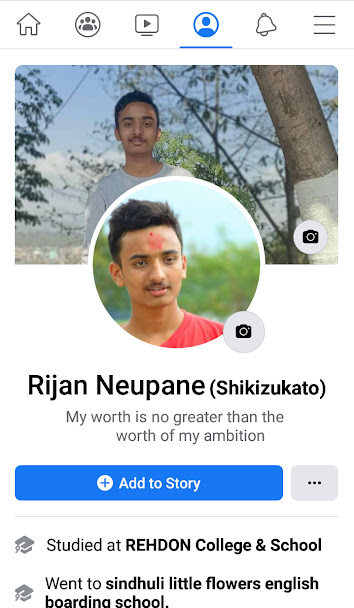 Rijan Neupane (Shikizukato)
My worth is no greater than the
worth of my ambition
Add to Story
Studied at REHDON College & School
Went to sindhuli little flowers english
boarding school.